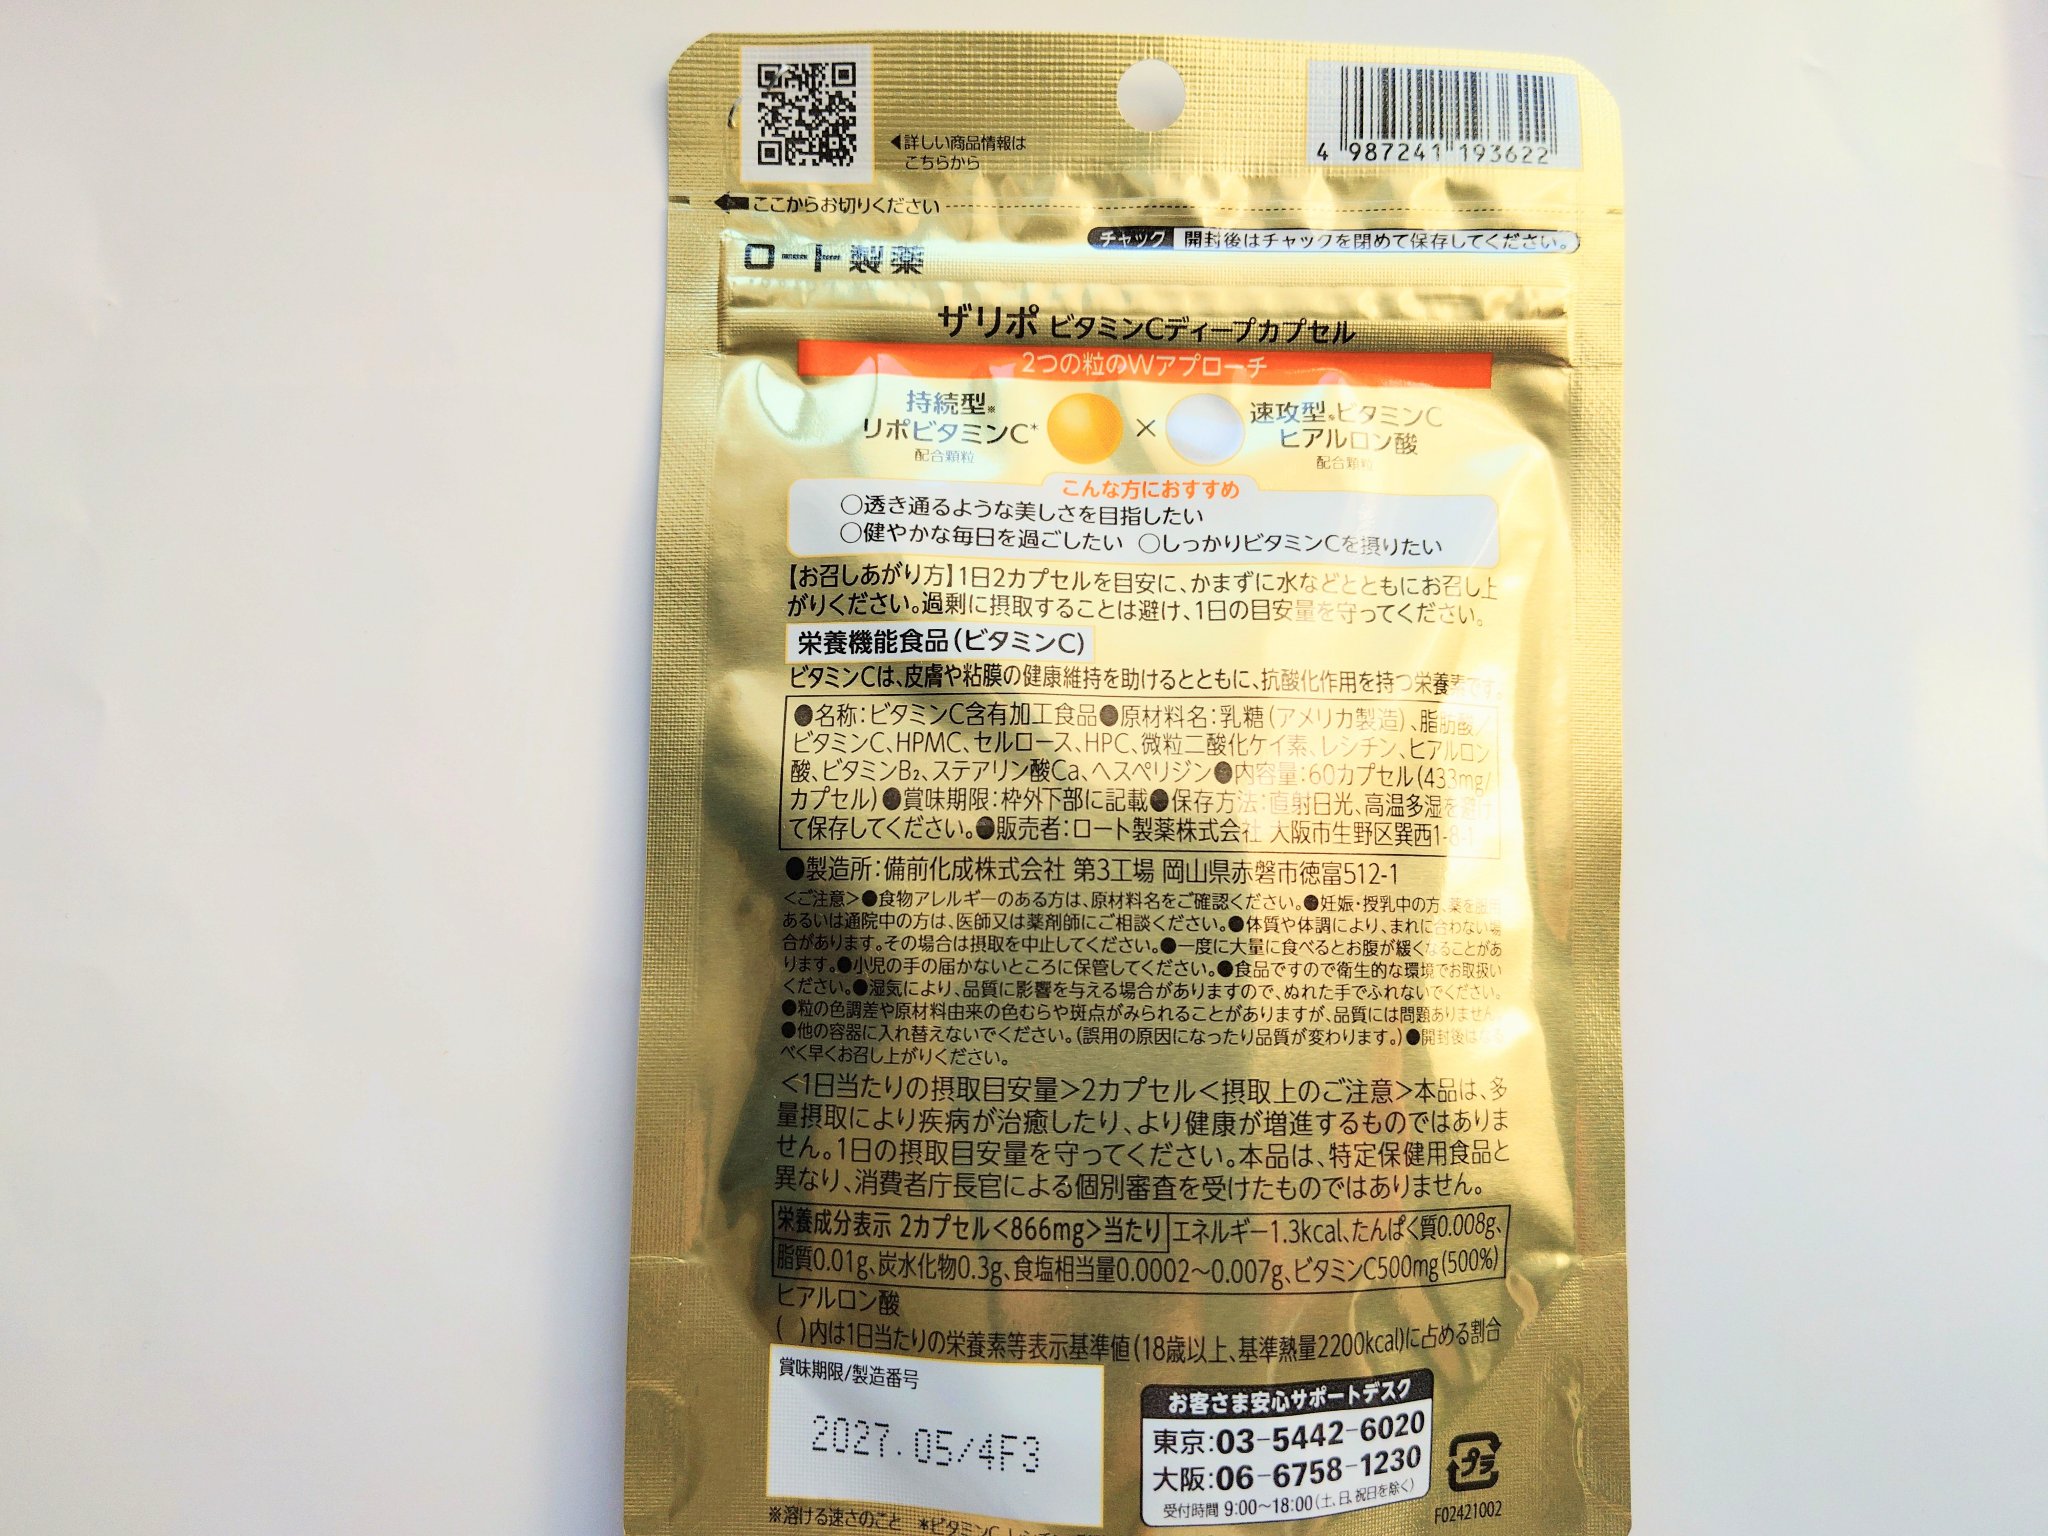 ◀詳しい商品情報は
こちらから
4 987241 193622
ここからお切りください
チャック 開封後はチャックを閉めて保存してください。
ロート製薬
ザリポ ビタミンCディープカプセル
2つの粒のWアプローチ
持続型※
リポビタミンC*
配合顆粒
×
速攻型※ビタミンC
ヒアルロン酸
配合顆粒
こんな方におすすめ
○透き通るような美しさを目指したい
○健やかな毎日を過ごしたい ○しっかりビタミンCを摂りたい
【お召しあがり方】1日2カプセルを目安に、かまずに水などとともにお召し上
がりください。過剰に摂取することは避け、1日の目安量を守ってください。
栄養機能食品(ビタミンC)
ビタミンCは、皮膚や粘膜の健康維持を助けるとともに、抗酸化作用を持つ栄養素です。
●名称:ビタミンC含有加工食品●原材料名:乳糖(アメリカ製造)、脂肪酸/
ビタミンC、HPMC、セルロース、HPC、微粒二酸化ケイ素、レシチン、ヒアルロン
酸、ビタミンB₂、ステアリン酸Ca、ヘスペリジン●内容量:60カプセル(433mg/
カプセル)●賞味期限:枠外下部に記載●保存方法:直射日光、高温多湿を避け
て保存してください。●販売者:ロート製薬株式会社 大阪市生野区巽西1-8-1
●製造所:備前化成株式会社 第3工場 岡山県赤磐市徳富512-1
<ご注意>●食物アレルギーのある方は、原材料名をご確認ください。●妊娠・授乳中の方、薬を服用
あるいは通院中の方は、医師又は薬剤師にご相談ください。●体質や体調により、まれに合わない場
合があります。その場合は摂取を中止してください。●一度に大量に食べるとお腹が緩くなることがあ
ります。●小児の手の届かないところに保管してください。●食品ですので衛生的な環境でお取扱い
ください。●湿気により、品質に影響を与える場合がありますので、ぬれた手でふれないでください。
●粒の色調差や原材料由来の色むらや斑点がみられることがありますが、品質には問題ありません。
●他の容器に入れ替えないでください。(誤用の原因になったり品質が変わります。)●開封後はなる
べく早くお召し上がりください。
<1日当たりの摂取目安量>2カプセル<摂取上のご注意>本品は、多
量摂取により疾病が治癒したり、より健康が増進するものではありま
せん。1日の摂取目安量を守ってください。本品は、特定保健用食品と
異なり、消費者庁長官による個別審査を受けたものではありません。
栄養成分表示 2カプセル<866mg>当たり エネルギー1.3kcal、たんぱく質0.008g、
脂質0.01g、炭水化物0.3g、食塩相当量0.0002～0.007g、ビタミンC500mg(500%)
ヒアルロン酸
( )内は1日当たりの栄養素等表示基準値(18歳以上、基準熱量2200kcal)に占める割合
賞味期限/製造番号
2027.05/4F3
お客さま安心サポートデスク
東京:03-5442-6020
大阪:06-6758-1230
受付時間 9:00～18:00(土、日、祝日を除く)
プラ
F02421002
※溶ける速さのこと *ビタミンC、レシチン